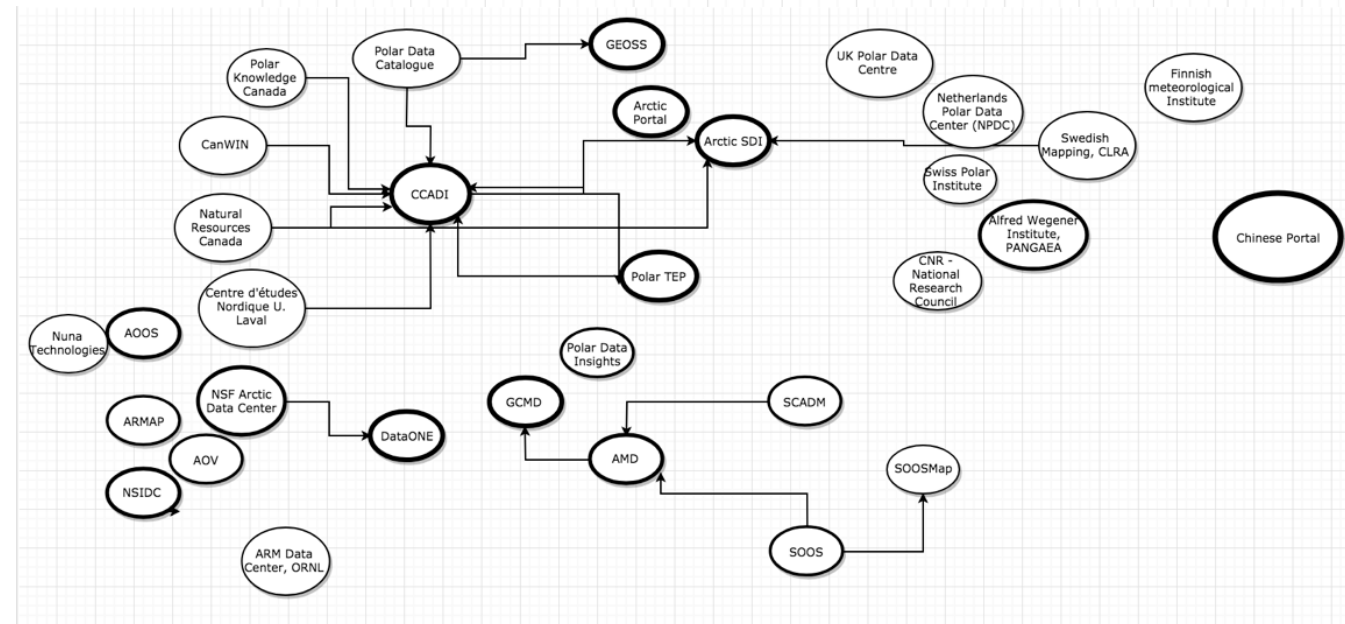 Polar Data
Catalogue
GEOSS
Polar
Knowledge
Canada
Arctic
Portal
CanWIN
Arctic SDI
CCADI
Natural
Resources
Canada
Polar TEP
Centre d'études
Nordique U.
Laval
UK Polar Data
Centre
Netherlands
Polar Data
Center (NPDC)
Finnish
meteorological
Institute
Swedish
Mapping, CLRA
Swiss Polar
Institute
Alfred Wegener
Institute,
PANGAEA
Chinese Portal
CNR -
National
Research
Council
Nuna
Technologies
AOOS
NSF Arctic
Data Center
ARMAP
AOV
NSIDC
DataONE
ARM Data
Center, ORNL
Polar Data
Insights
GCMD
SCADM
AMD
SOOSMap
SOOS